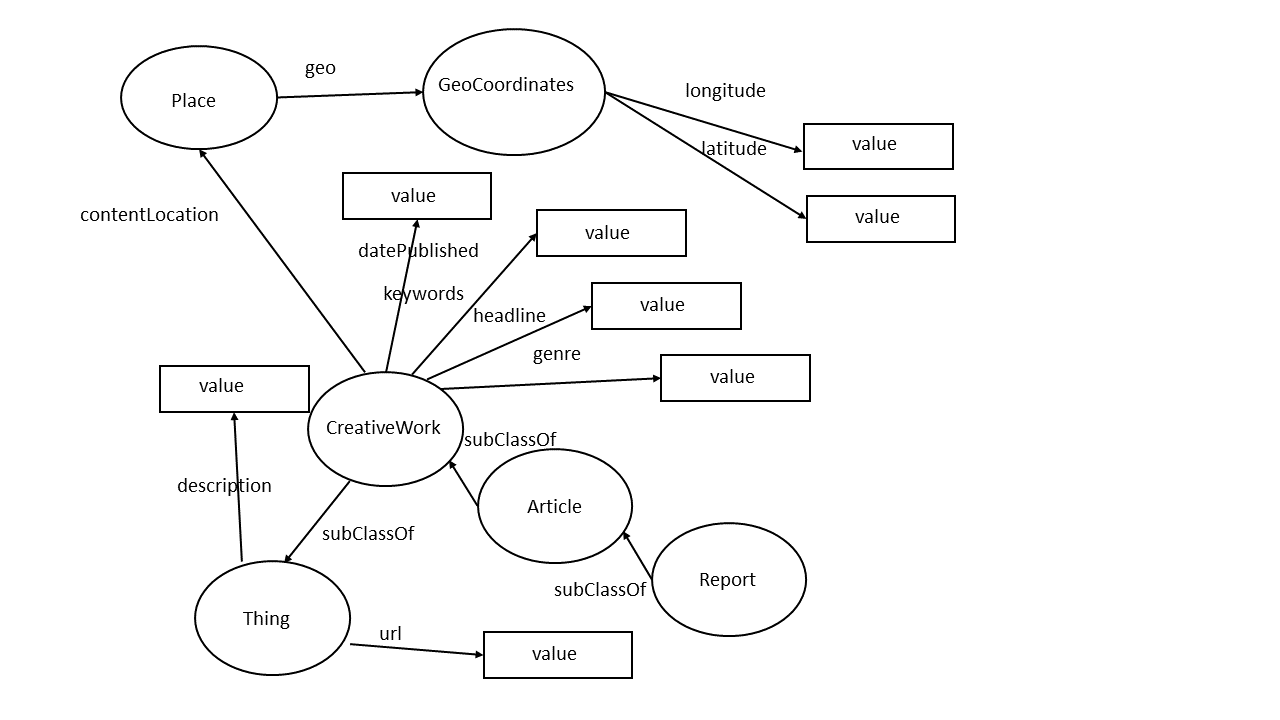 geo
Place
GeoCoordinates
longitude
latitude
value
value
contentLocation
value
datePublished
value
keywords
headline
value
genre
value
value
CreativeWork
subClassOf
description
Article
subClassOf
Report
subClassOf
Thing
url
value